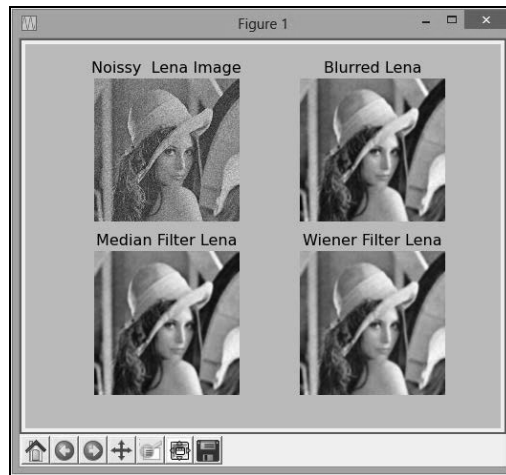 Figure 1
Noissy Lena Image
Blurred Lena
Median Filter Lena
Wiener Filter Lena